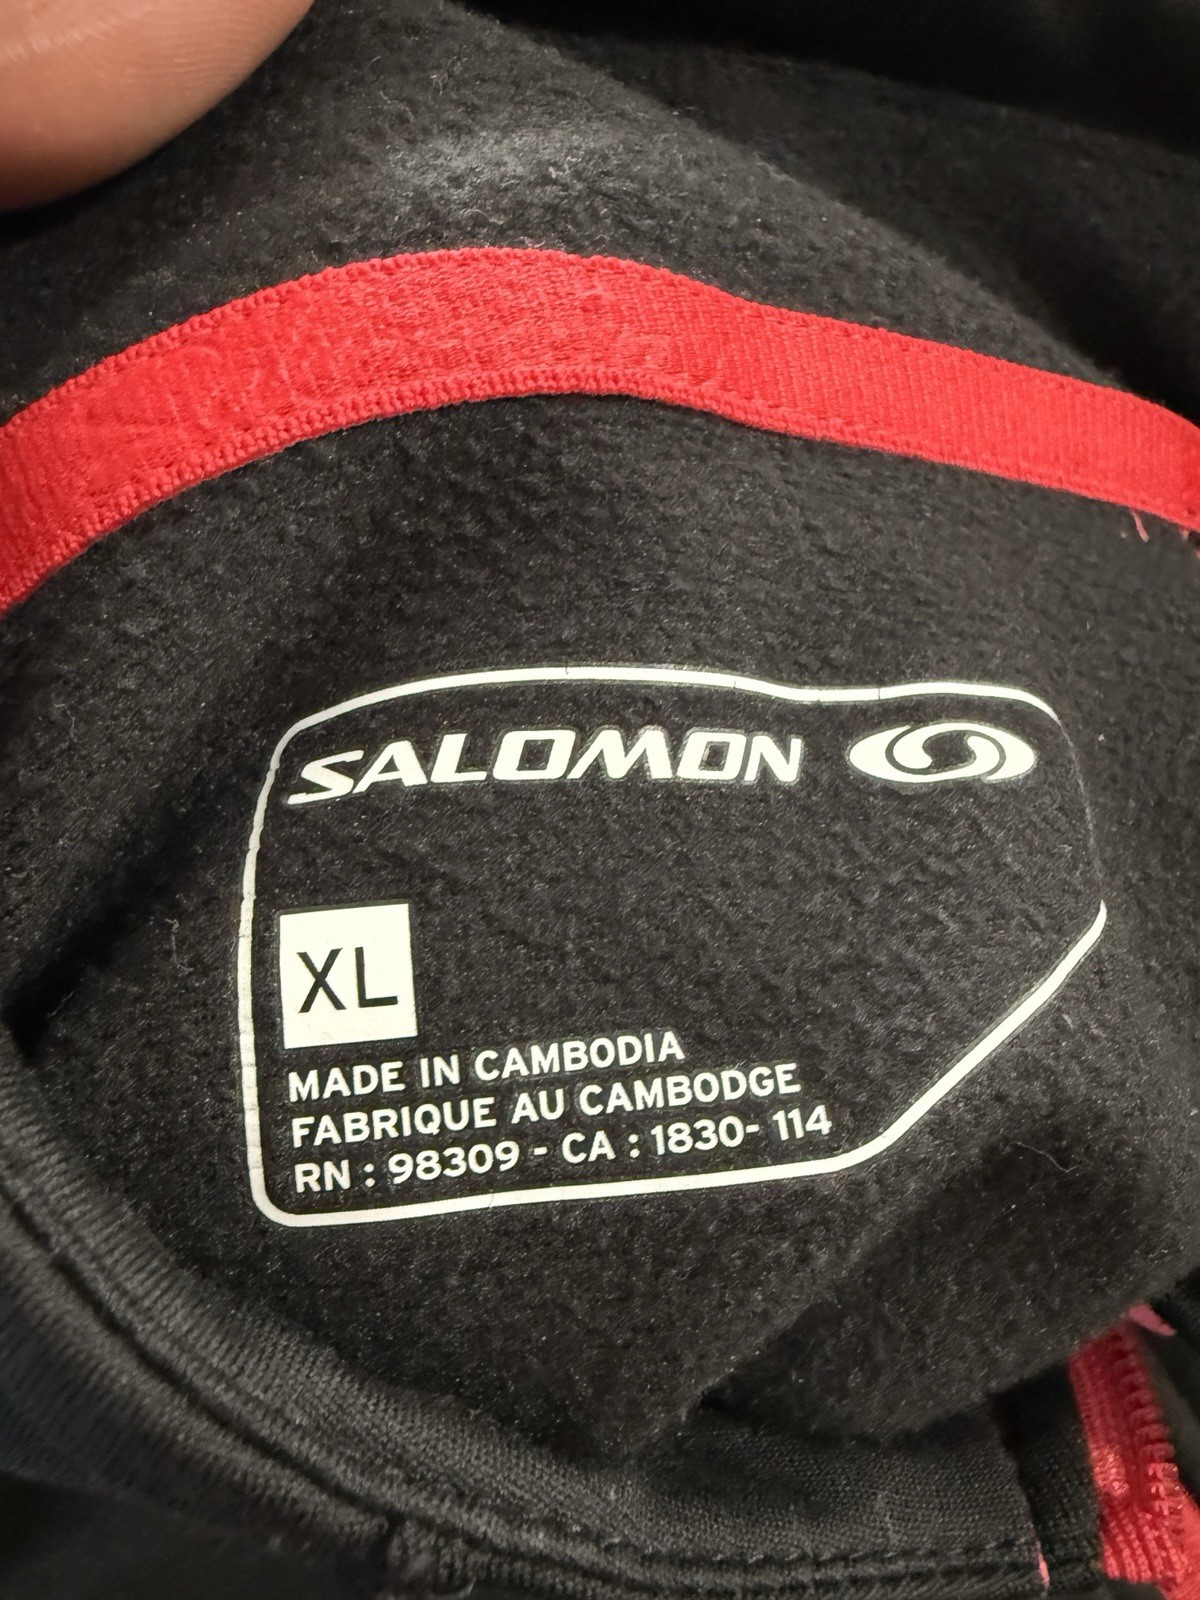 SALOMON
XL
MADE IN CAMBODIA
FABRIQUE AU CAMBODGE
RN : 98309 - CA : 1830- 114